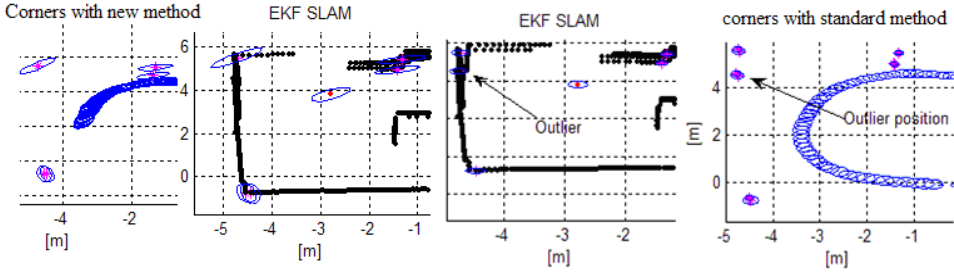 Corners with new method
EKF SLAM
EKF SLAM
corners with standard method
-4
-2
[m]
6
4
2
0
-5
-4
-3
-2
-1
[m]
Outlier
-4
-2
[m]
[m]
4
2
0
Outlier position
-5
-4
-3
-2
-1
0
[m]